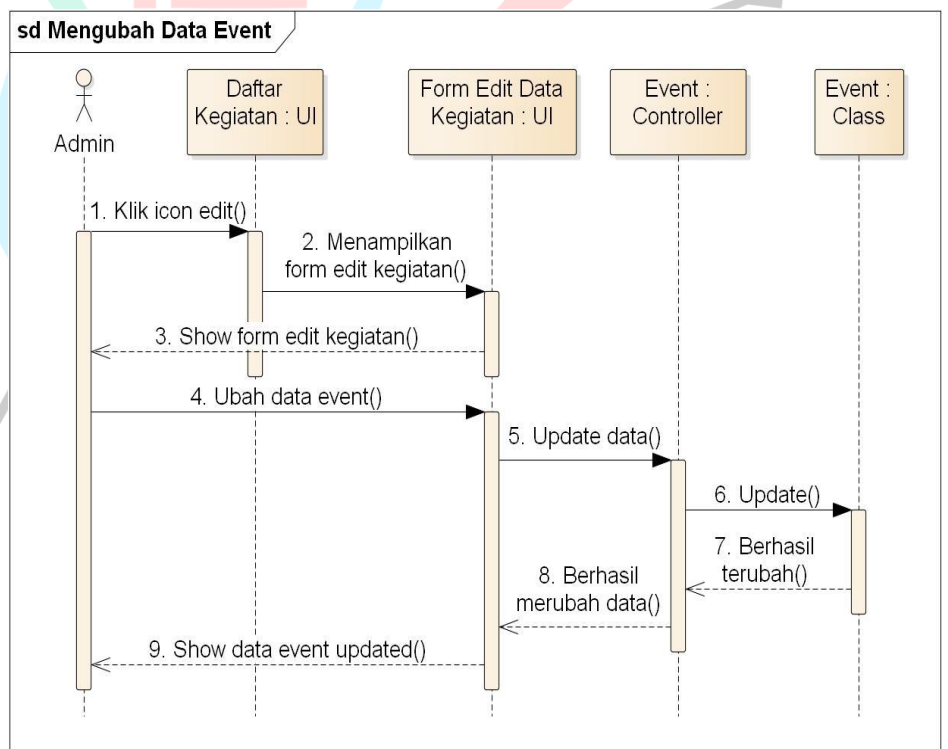 sd Mengubah Data Event
Admin
Daftar
Kegiatan : UI
Form Edit Data
Kegiatan : UI
Event :
Controller
Event :
Class
1. Klik icon edit()
2. Menampilkan
form edit kegiatan()
3. Show form edit kegiatan()
4. Ubah data event()
5. Update data()
6. Update()
7. Berhasil
terubah()
8. Berhasil
merubah data()
9. Show data event updated()